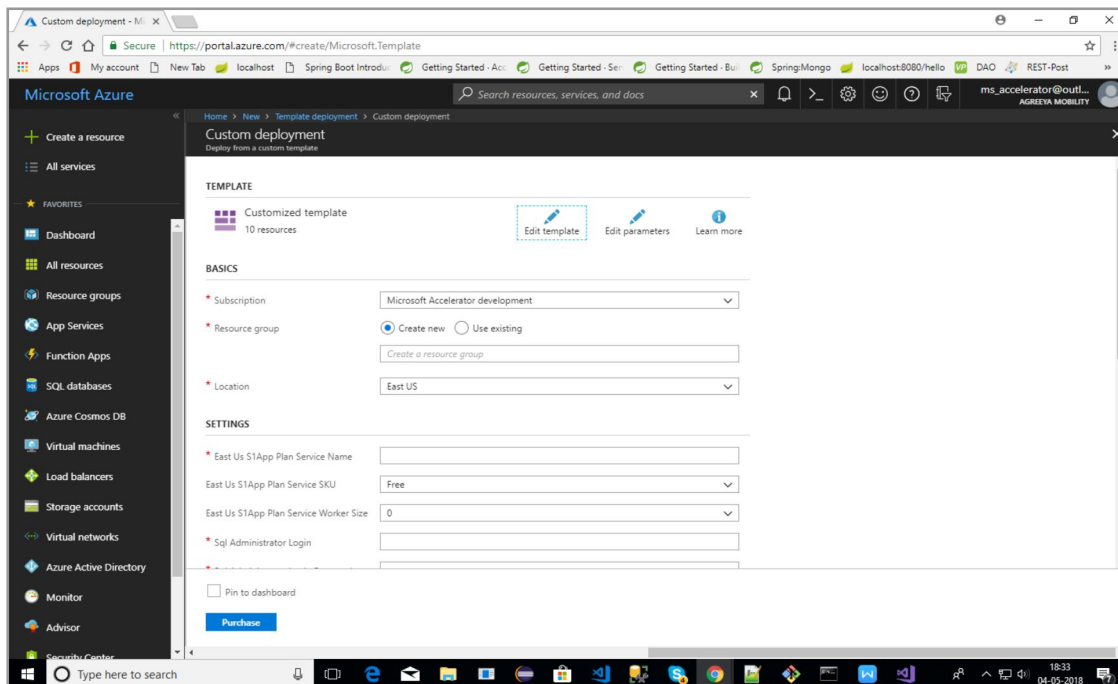 Custom deployment - Mi
Secure | https://portal.azure.com/#create/Microsoft.Template
Apps My account New Tab localhost Spring Boot Introduc Getting Started · Acc Getting Started · Ser Getting Started · Buil Spring:Mongo localhost:8080/hello VP DAO REST-Post »
Microsoft Azure Search resources, services, and docs ms_accelerator@outl...
AGREEYA MOBILITY
Home > New > Template deployment > Custom deployment
Custom deployment
Deploy from a custom template
Create a resource
All services
FAVORITES
Dashboard
All resources
Resource groups
App Services
Function Apps
SQL databases
Azure Cosmos DB
Virtual machines
Load balancers
Storage accounts
Virtual networks
Azure Active Directory
Monitor
Advisor
Security Center
TEMPLATE
Customized template
10 resources
Edit template Edit parameters Learn more
BASICS
* Subscription Microsoft Accelerator development
* Resource group Create new Use existing
Create a resource group
* Location East US
SETTINGS
* East Us S1App Plan Service Name
East Us S1App Plan Service SKU Free
East Us S1App Plan Service Worker Size 0
* Sql Administrator Login
Pin to dashboard
Purchase
Type here to search
18:33
04-05-2018